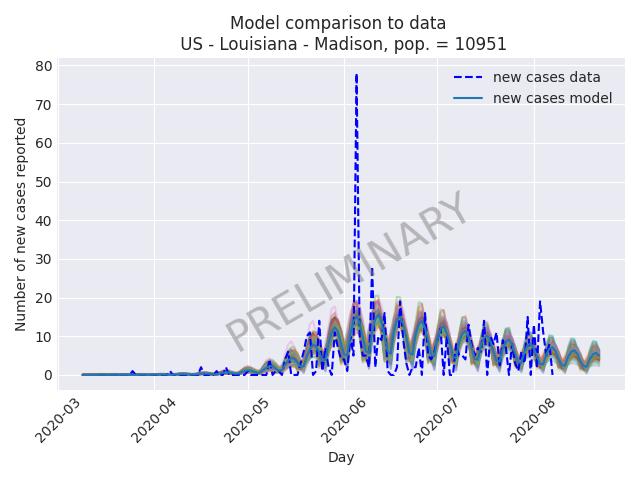 Model comparison to data
US - Louisiana - Madison, pop. = 10951
new cases data
new cases model
PRELIMINARY
Number of new cases reported
80
70
60
50
40
30
20
10
0
2020-03
2020-04
2020-05
2020-06
2020-07
2020-08
Day